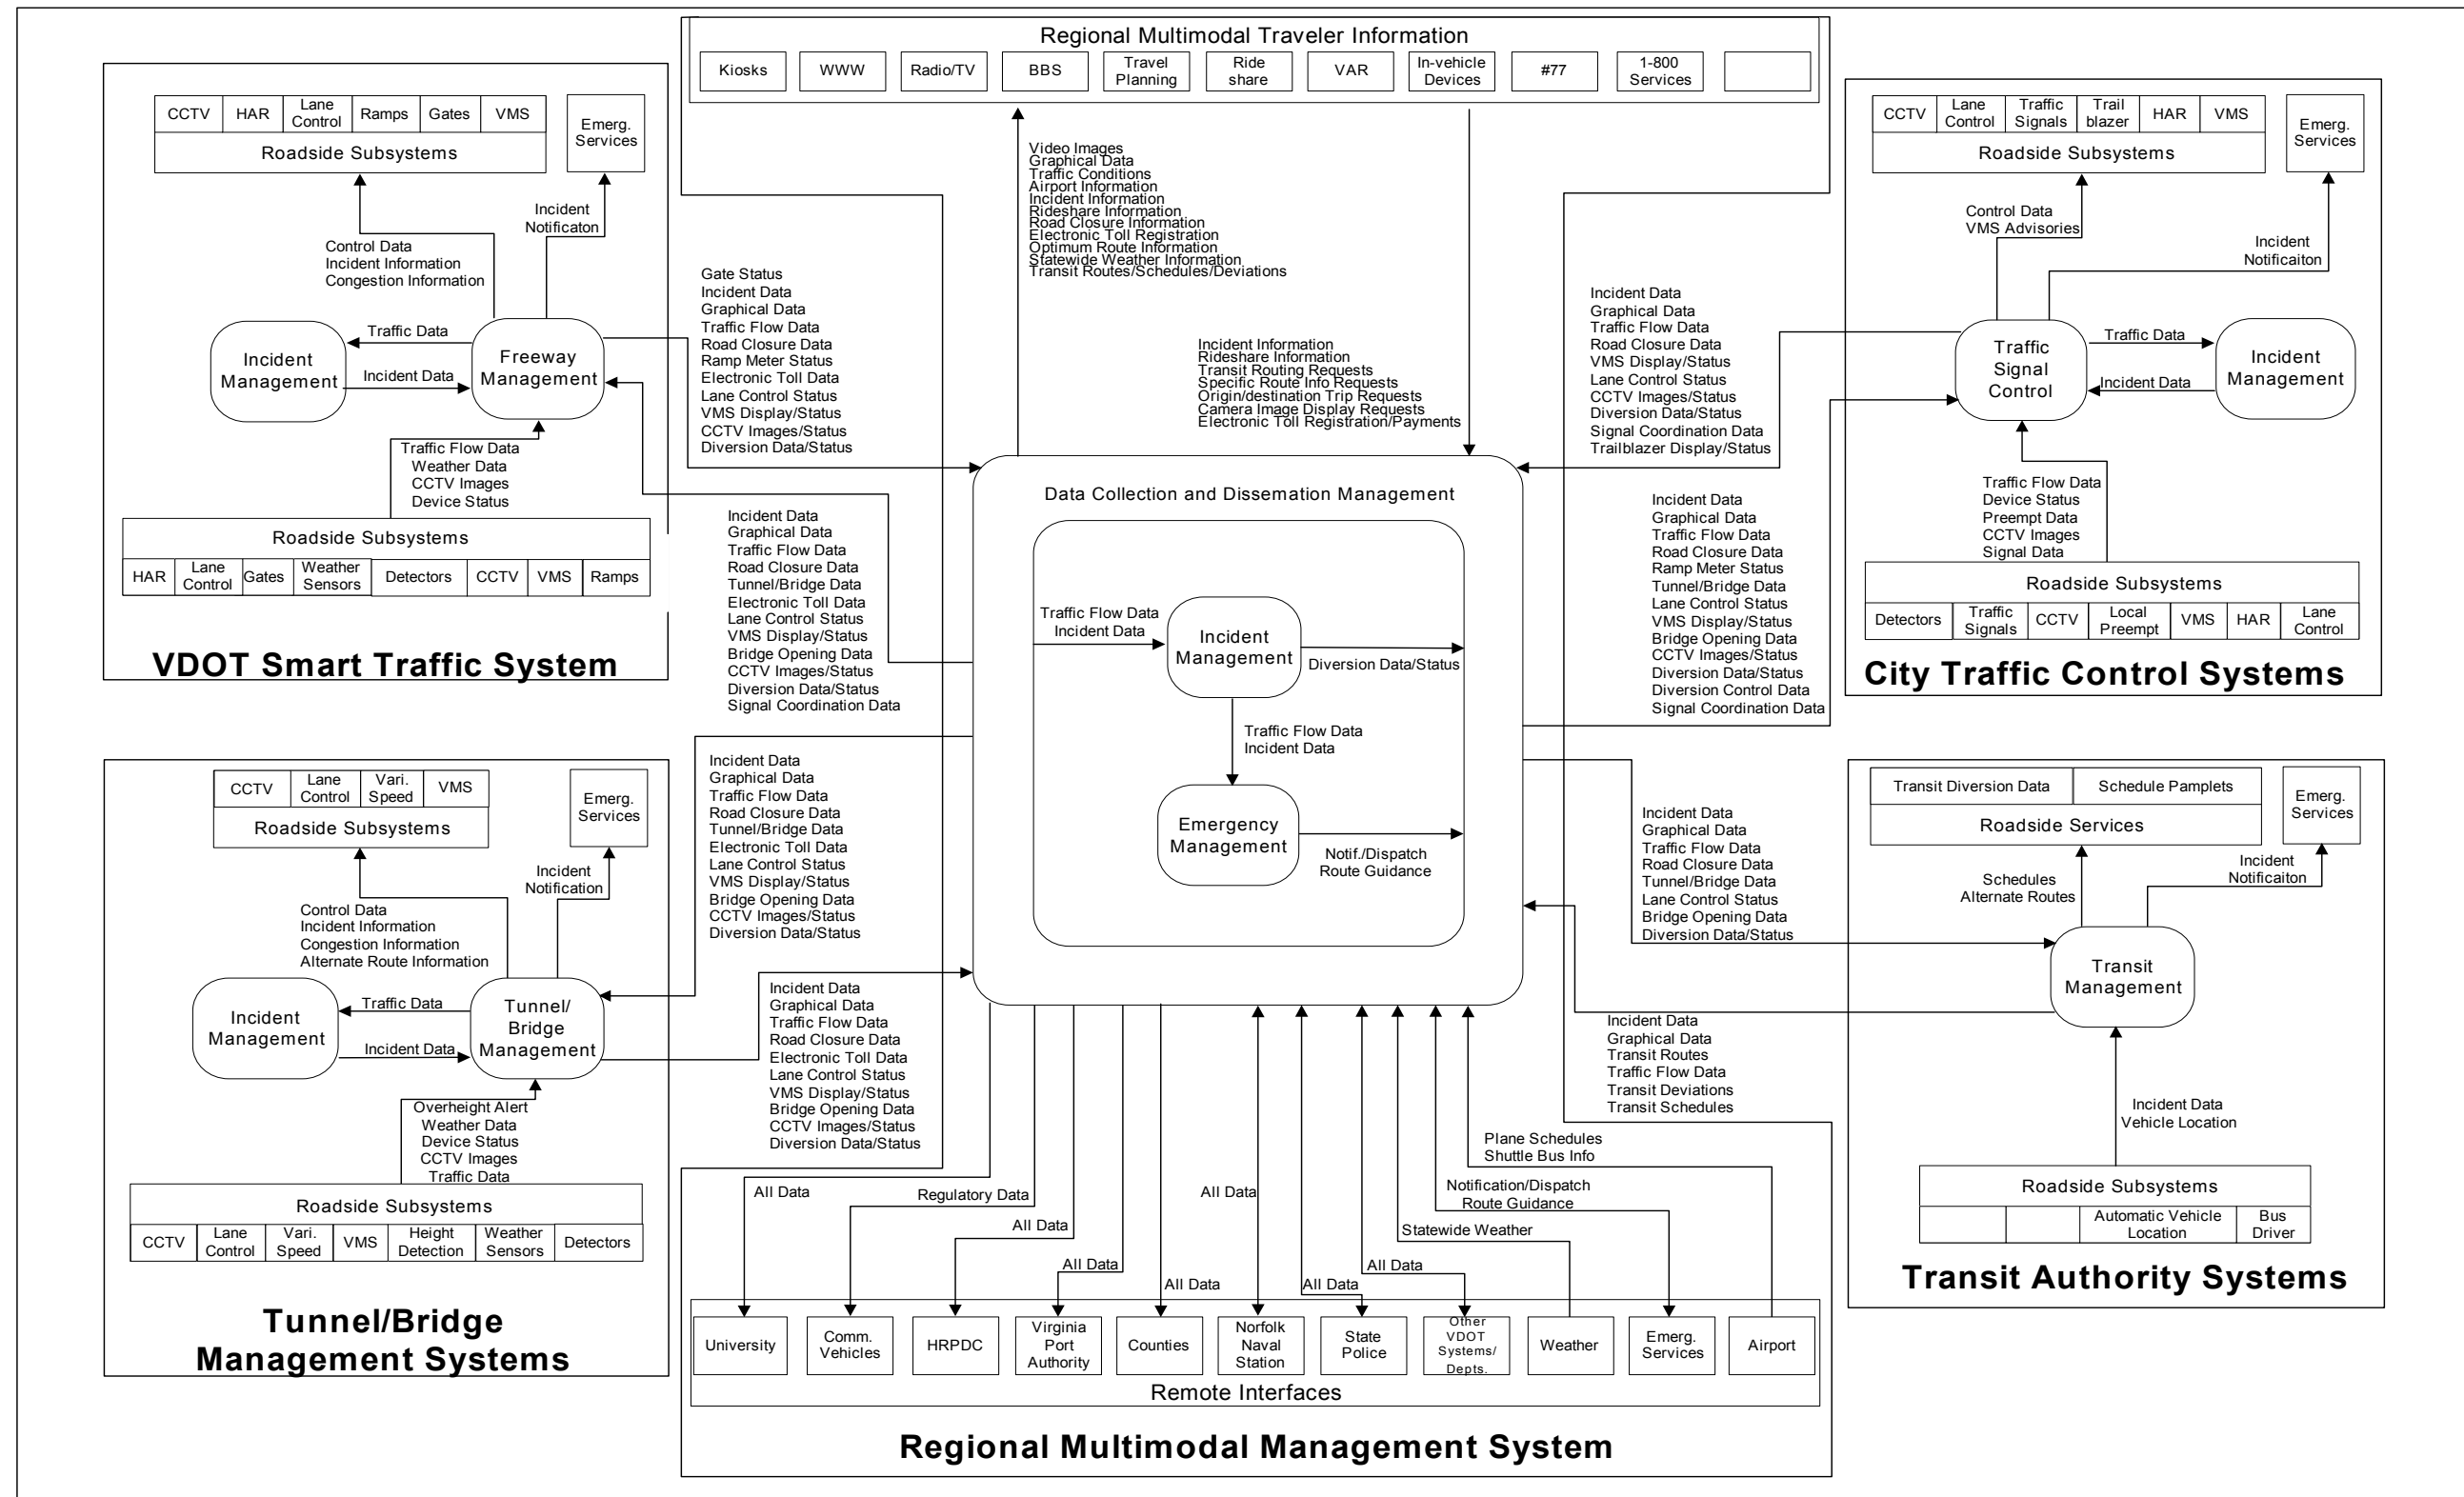 Regional Multimodal Traveler Information
Kiosks
WWW
Radio/TV
BBS
Travel
Planning
Ride
share
VAR
In-vehicle
Devices
#77
1-800
Services
CCTV
HAR
Lane
Control
Ramps
Gates
VMS
Roadside Subsystems
Emerg.
Services
Incident
Notificaton
Control Data
Incident Information
Congestion Information
Incident
Management
Traffic Data
Incident Data
Freeway
Management
Traffic Flow Data
Weather Data
CCTV Images
Device Status
Roadside Subsystems
HAR
Lane
Control
Gates
Weather
Sensors
Detectors
CCTV
VMS
Ramps
VDOT Smart Traffic System
Gate Status
Incident Data
Graphical Data
Traffic Flow Data
Road Closure Data
Ramp Meter Status
Electronic Toll Data
Lane Control Status
VMS Display/Status
CCTV Images/Status
Diversion Data/Status
Incident Data
Graphical Data
Traffic Flow Data
Road Closure Data
Tunnel/Bridge Data
Electronic Toll Data
Lane Control Status
VMS Display/Status
Bridge Opening Data
CCTV Images/Status
Diversion Data/Status
Signal Coordination Data
Video Images
Graphical Data
Traffic Conditions
Airport Information
Incident Information
Rideshare Information
Road Closure Information
Electronic Toll Registration
Optimum Route Information
Statewide Weather Information
Transit Routes/Schedules/Deviations
Incident Information
Rideshare Information
Transit Routing Requests
Specific Route Info Requests
Origin/destination Trip Requests
Camera Image Display Requests
Electronic Toll Registration/Payments
Data Collection and Dissemation Management
Traffic Flow Data
Incident Data
Incident
Management
Diversion Data/Status
Traffic Flow Data
Incident Data
Emergency
Management
Notif./Dispatch
Route Guidance
Incident Data
Graphical Data
Traffic Flow Data
Road Closure Data
VMS Display/Status
Lane Control Status
CCTV Images/Status
Diversion Data/Status
Signal Coordination Data
Trailblazer Display/Status
Incident Data
Graphical Data
Traffic Flow Data
Road Closure Data
Ramp Meter Status
Tunnel/Bridge Data
Lane Control Status
VMS Display/Status
Bridge Opening Data
CCTV Images/Status
Diversion Data/Status
Diversion Control Data
Signal Coordination Data
CCTV
Lane
Control
Traffic
Signals
Trail
blazer
HAR
VMS
Roadside Subsystems
Emerg.
Services
Control Data
VMS Advisories
Incident
Notificaiton
Traffic
Signal
Control
Traffic Data
Incident Data
Incident
Management
Traffic Flow Data
Device Status
Preempt Data
CCTV Images
Signal Data
Roadside Subsystems
Detectors
Traffic
Signals
CCTV
Local
Preempt
VMS
HAR
Lane
Control
City Traffic Control Systems
CCTV
Lane
Control
Vari.
Speed
VMS
Roadside Subsystems
Emerg.
Services
Incident
Notification
Control Data
Incident Information
Congestion Information
Alternate Route Information
Incident
Management
Traffic Data
Incident Data
Tunnel/
Bridge
Management
Overheight Alert
Weather Data
Device Status
CCTV Images
Traffic Data
Roadside Subsystems
CCTV
Lane
Control
Vari.
Speed
VMS
Height
Detection
Weather
Sensors
Detectors
Tunnel/Bridge
Management Systems
Incident Data
Graphical Data
Traffic Flow Data
Road Closure Data
Tunnel/Bridge Data
Electronic Toll Data
Lane Control Status
VMS Display/Status
Bridge Opening Data
CCTV Images/Status
Diversion Data/Status
Incident Data
Graphical Data
Traffic Flow Data
Road Closure Data
Electronic Toll Data
Lane Control Status
VMS Display/Status
Bridge Opening Data
CCTV Images/Status
Diversion Data/Status
Incident Data
Graphical Data
Traffic Flow Data
Road Closure Data
Tunnel/Bridge Data
Lane Control Status
Bridge Opening Data
Diversion Data/Status
Incident Data
Graphical Data
Transit Routes
Traffic Flow Data
Transit Deviations
Transit Schedules
Transit Diversion Data
Schedule Pamplets
Roadside Services
Emerg.
Services
Schedules
Alternate Routes
Incident
Notificaiton
Transit
Management
Incident Data
Vehicle Location
Roadside Subsystems
Automatic Vehicle
Location
Bus
Driver
Transit Authority Systems
All Data
Regulatory Data
All Data
All Data
All Data
All Data
All Data
All Data
Statewide Weather
Notification/Dispatch
Route Guidance
Plane Schedules
Shuttle Bus Info
University
Comm.
Vehicles
HRPDC
Virginia
Port
Authority
Counties
Norfolk
Naval
Station
State
Police
Other
VDOT
Systems/
Depts.
Weather
Emerg.
Services
Airport
Remote Interfaces
Regional Multimodal Management System